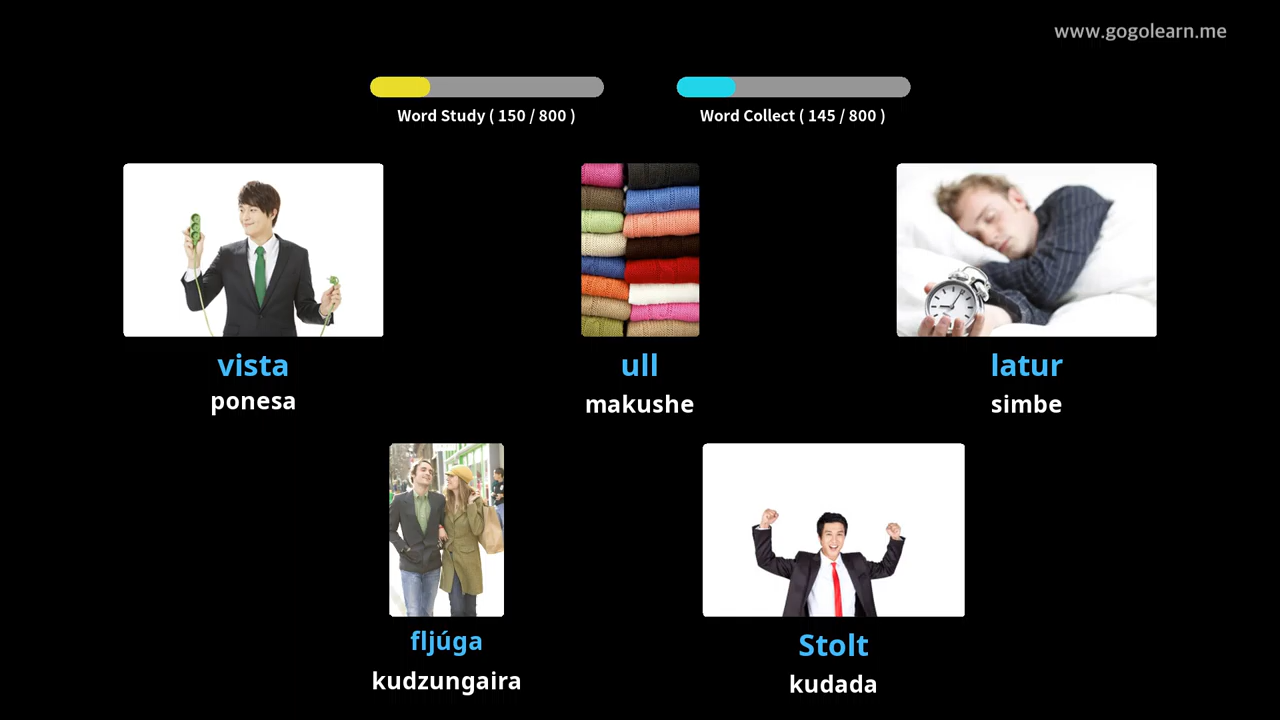 www.gogolearn.me
Word Study ( 150 / 800 )
Word Collect ( 145 / 800 )
vista
ponesa
ull
makushe
latur
simbe
fljúga
kudzungaira
Stolt
kudada